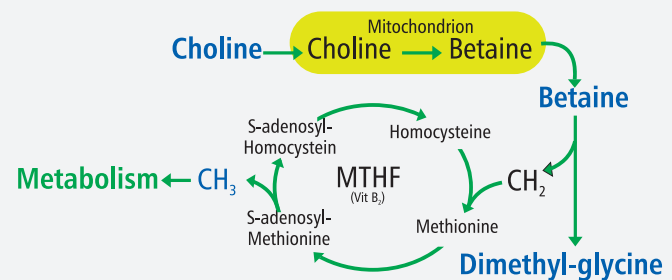 Mitochondrion
Choline
Choline
Betaine
Betaine
S-adenosyl-
Homocystein
Homocysteine
Metabolism
CH₃
MTHF
(Vit B₂)
CH₂
S-adenosyl-
Methionine
Methionine
Dimethyl-glycine